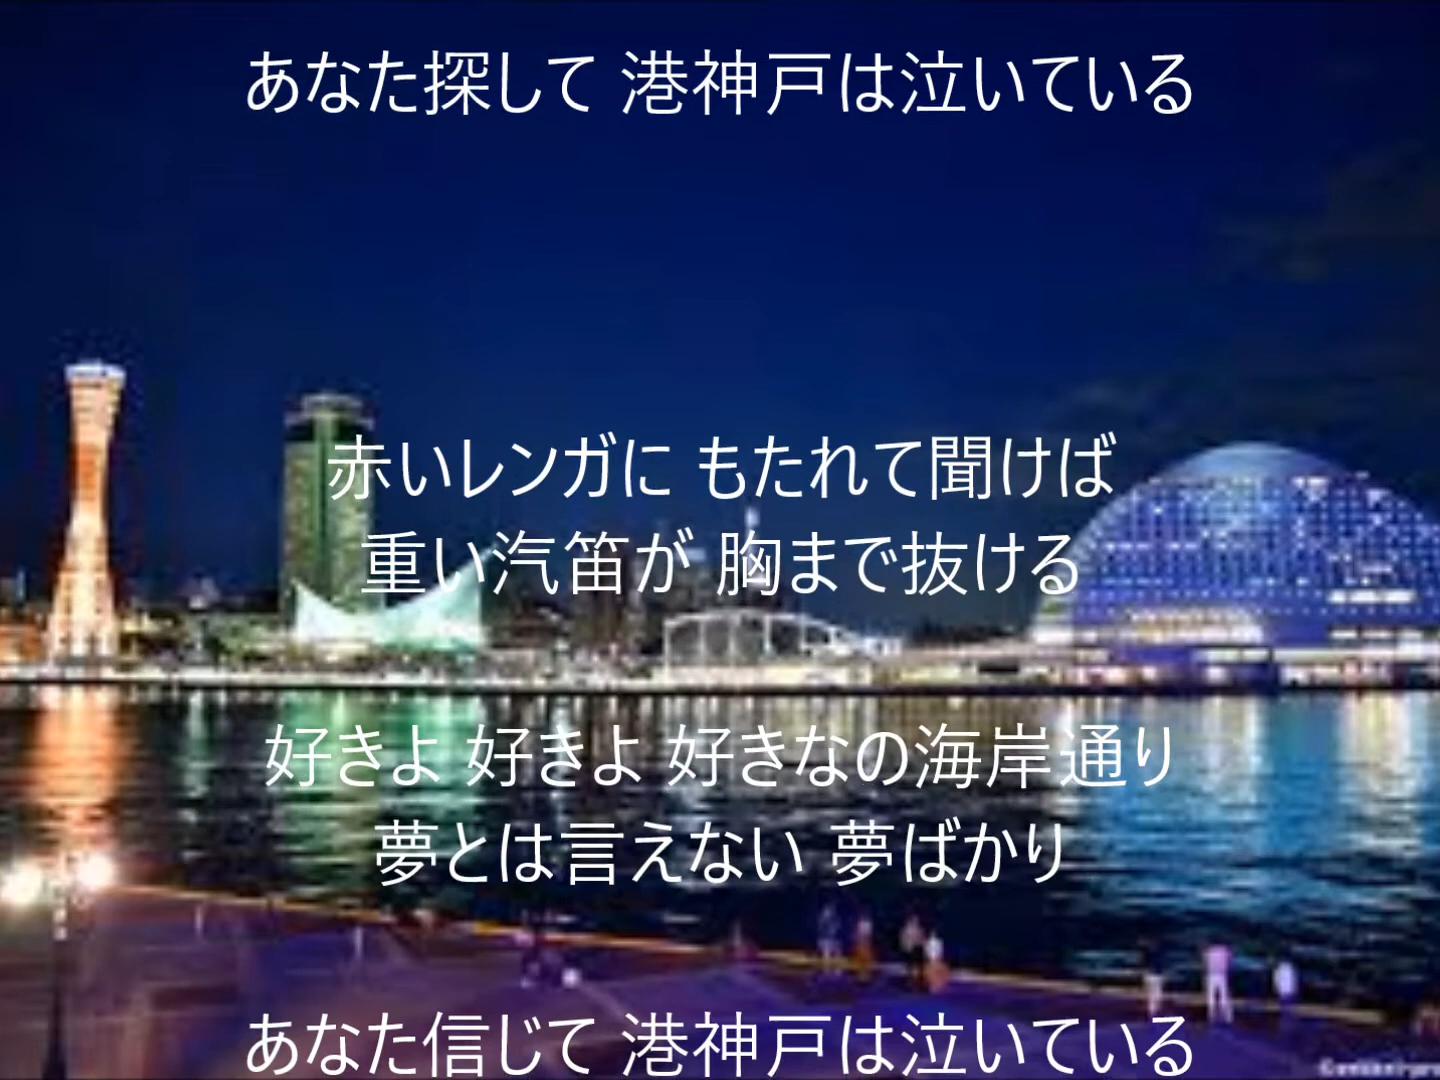 あなた探して 港神戸は泣いている
赤いレンガに もたれて聞けば
重い汽笛が 胸まで抜ける
好きよ 好きよ 好きなの海岸通り
夢とは言えない 夢ばかり
あなた信じて 港神戸は泣いている